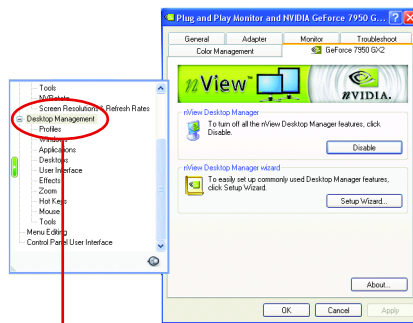 Tools
NVRotate
Screen Resolutions & Refresh Rates
Desktop Management
Profiles
Windows
Applications
Desktops
User Interface
Effects
Zoom
Hot Keys
Mouse
Tools
Menu Editing
Control Panel User Interface
Plug and Play Monitor and NVIDIA GeForce 7950 G...
General
Adapter
Monitor
Troubleshoot
Color Management
GeForce 7950 GX2
nView
nVIDIA.
nView Desktop Manager
To turn off all the nView Desktop Manager features, click
Disable.
Disable
nView Desktop Manager wizard
To easily set up commonly used Desktop Manager features,
click Setup Wizard.
Setup Wizard...
About...
OK
Cancel
Apply